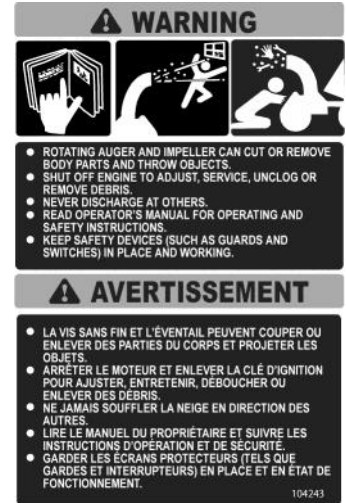 WARNING
● ROTATING AUGER AND IMPELLER CAN CUT OR REMOVE
BODY PARTS AND THROW OBJECTS.
● SHUT OFF ENGINE TO ADJUST, SERVICE, UNCLOG OR
REMOVE DEBRIS.
● NEVER DISCHARGE AT OTHERS.
● READ OPERATOR'S MANUAL FOR OPERATING AND
SAFETY INSTRUCTIONS.
● KEEP SAFETY DEVICES (SUCH AS GUARDS AND
SWITCHES) IN PLACE AND WORKING.
AVERTISSEMENT
● LA VIS SANS FIN ET L'ÉVENTAIL PEUVENT COUPER OU
ENLEVER DES PARTIES DU CORPS ET PROJETER LES
OBJETS.
● ARRÊTER LE MOTEUR ET ENLEVER LA CLÉ D'IGNITION
POUR AJUSTER, ENTRETENIR, DÉBOUCHER OU
ENLEVER DES DÉBRIS.
● NE JAMAIS SOUFFLER LA NEIGE EN DIRECTION DES
AUTRES.
● LIRE LE MANUEL DU PROPRIÉTAIRE ET SUIVRE LES
INSTRUCTIONS D'OPÉRATION ET DE SÉCURITÉ.
● GARDER LES ÉCRANS PROTECTEURS (TELS QUE
GARDES ET INTERRUPTEURS) EN PLACE ET EN ÉTAT DE
FONCTIONNEMENT.
104243